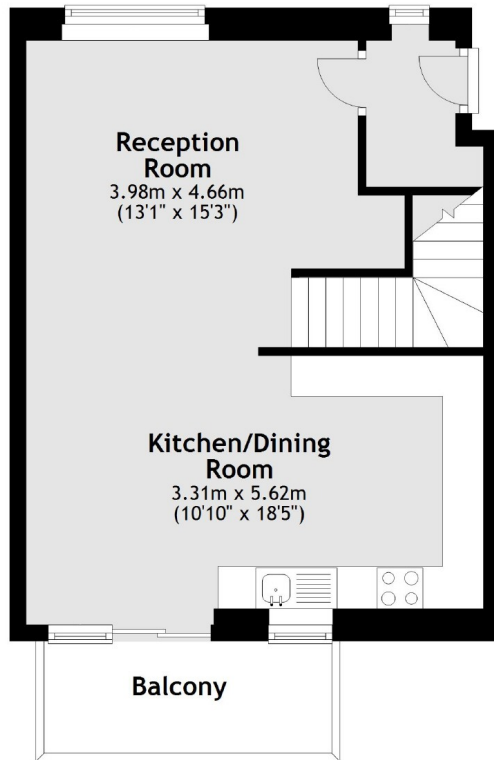 Reception
Room
3.98m x 4.66m
(13'1" x 15'3")
Kitchen/Dining
Room
3.31m x 5.62m
(10'10" x 18'5")
Balcony